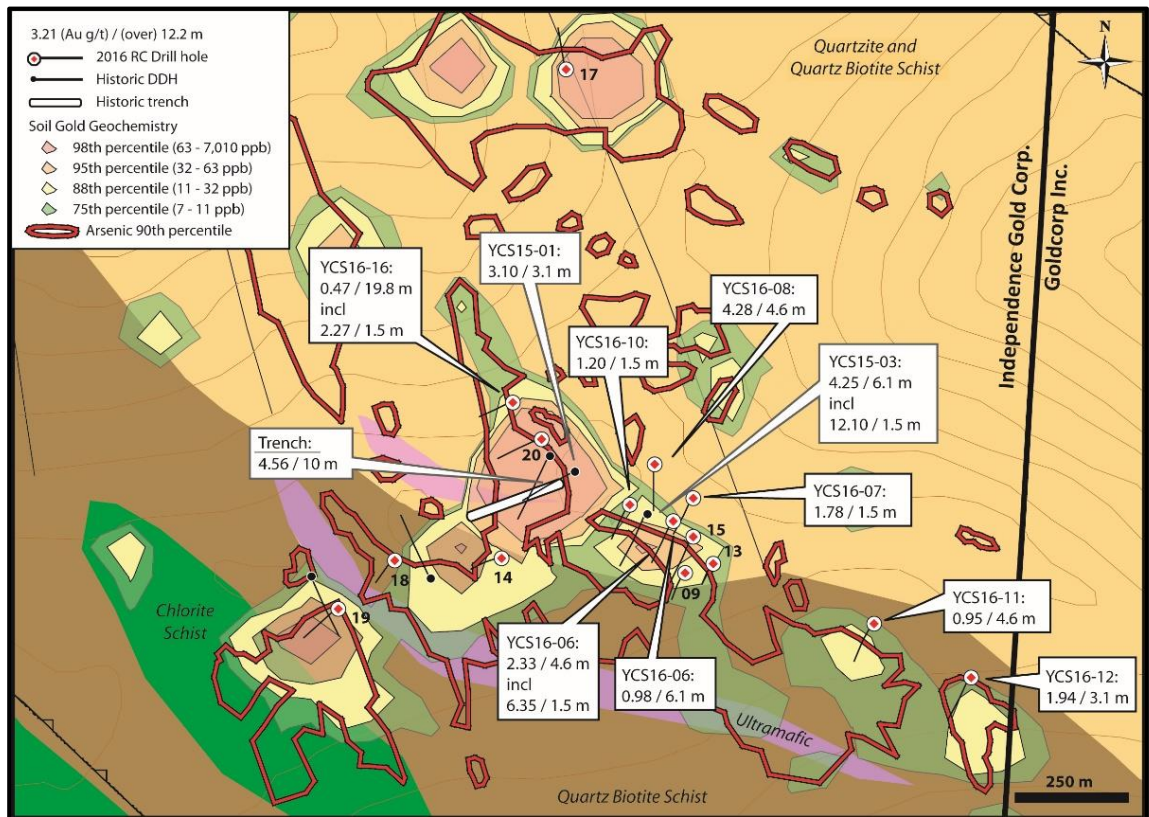 3.21 (Au g/t) / (over) 12.2 m
2016 RC Drill hole
Historic DDH
Historic trench
Soil Gold Geochemistry
98th percentile (63 - 7,010 ppb)
95th percentile (32 - 63 ppb)
88th percentile (11 - 32 ppb)
75th percentile (7 - 11 ppb)
Arsenic 90th percentile
17
Quartzite and
Quartz Biotite Schist
N
Independence Gold Corp.
Goldcorp Inc.
YCS16-16:
0.47 / 19.8 m
incl
2.27 / 1.5 m
YCS15-01:
3.10 / 3.1 m
YCS16-08:
4.28 / 4.6 m
YCS16-10:
1.20 / 1.5 m
YCS15-03:
4.25 / 6.1 m
incl
12.10 / 1.5 m
Trench:
4.56 / 10 m
20
YCS16-07:
1.78 / 1.5 m
15
13
18
14
09
19
Chlorite
Schist
YCS16-06:
2.33 / 4.6 m
incl
6.35 / 1.5 m
YCS16-06:
0.98 / 6.1 m
YCS16-11:
0.95 / 4.6 m
YCS16-12:
1.94 / 3.1 m
Ultramafic
Quartz Biotite Schist
250 m